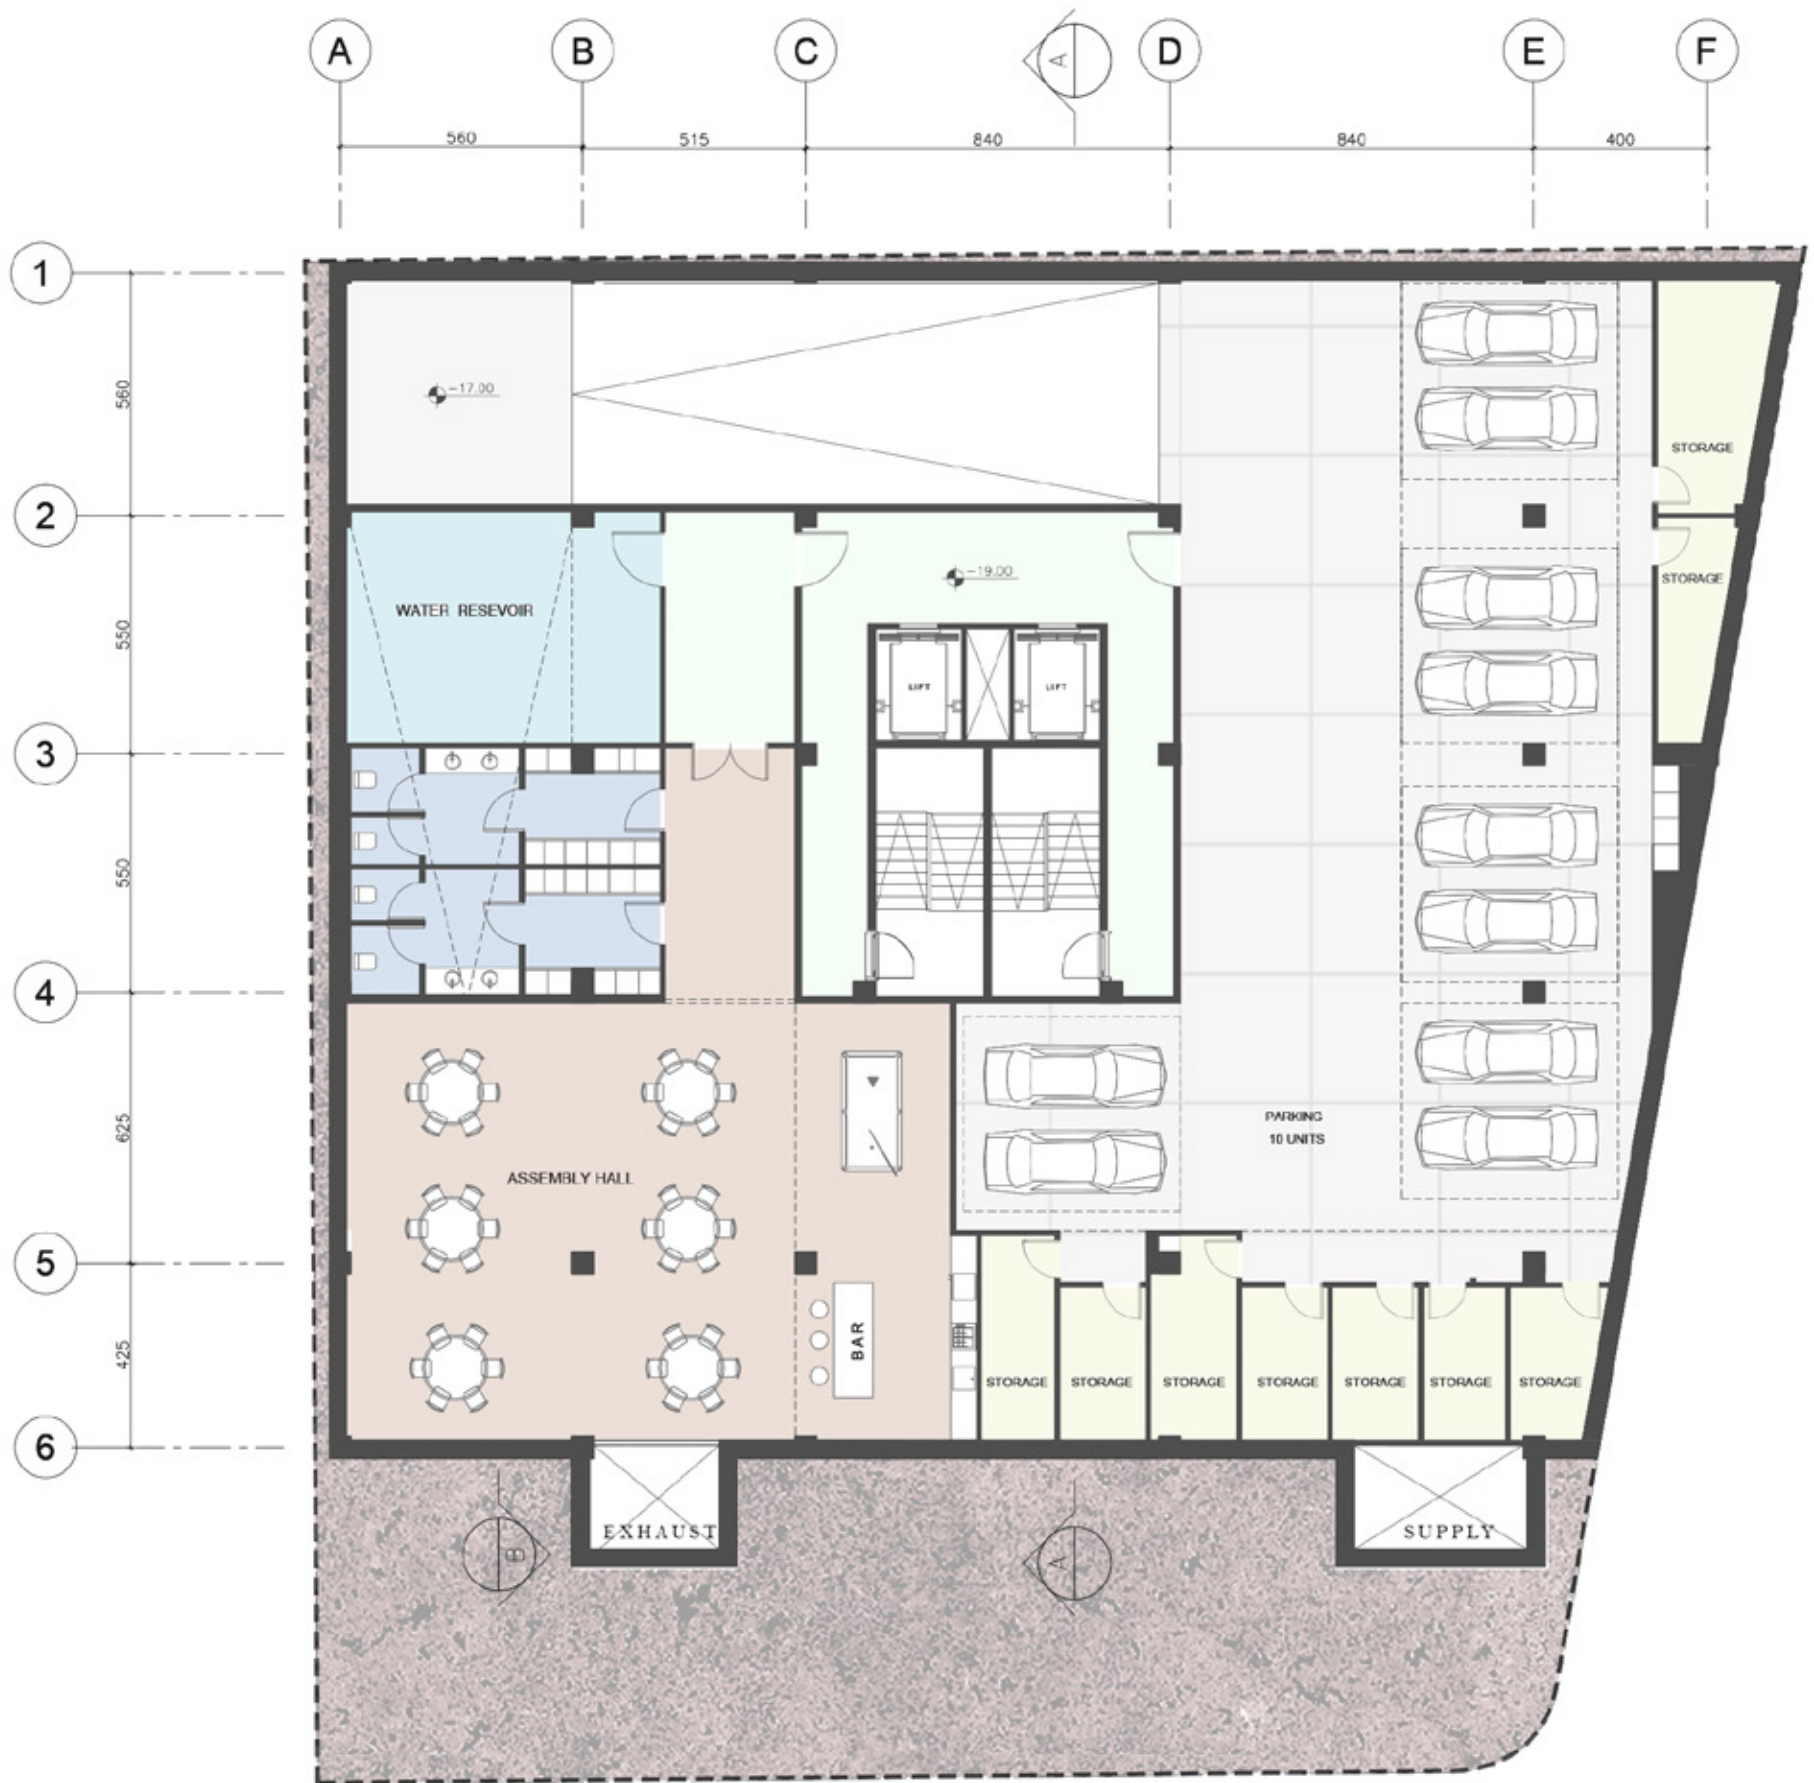 A B C A D E F
560 515 840 840 400
1
560
-17.00
STORAGE
2
-19.00
STORAGE
WATER RESEVOIR
550
LIFT LIFT
3
550
4
625
PARKING
10 UNITS
ASSEMBLY HALL
5
BAR
425
STORAGE STORAGE STORAGE STORAGE STORAGE STORAGE STORAGE
6
EXHAUST SUPPLY
B A